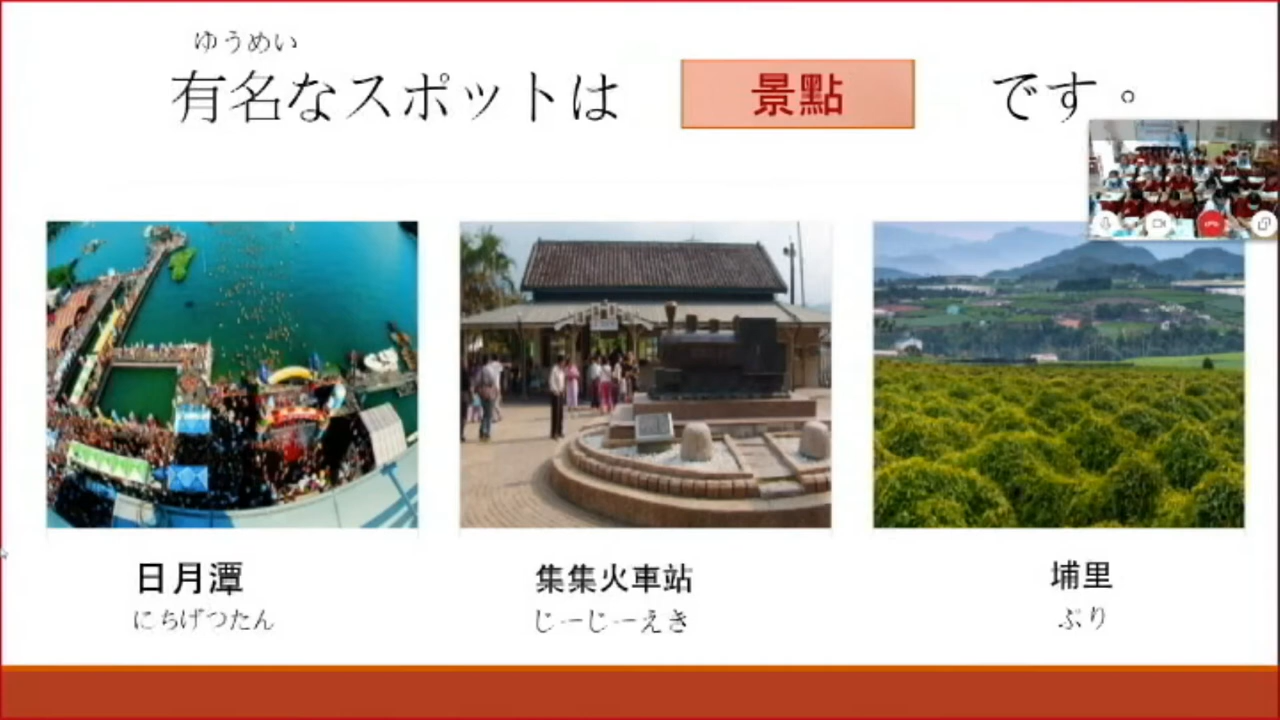 ゆうめい
有名なスポットは 景點 です。
日月潭
にちげつたん
集集火車站
じーじーえき
埔里
ぷり